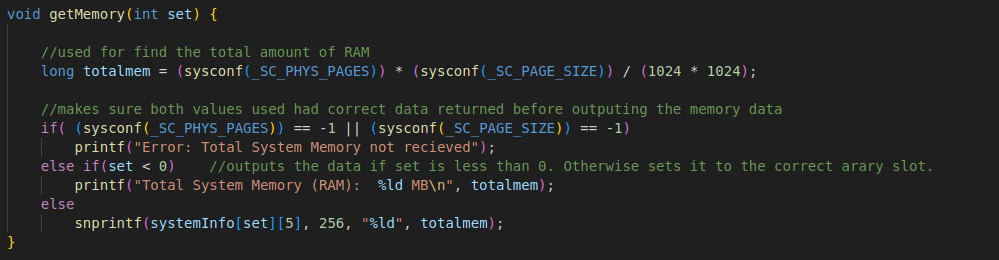 void getMemory(int set) {
//used for find the total amount of RAM
long totalmem = (sysconf(_SC_PHYS_PAGES)) * (sysconf(_SC_PAGE_SIZE)) / (1024 * 1024);
//makes sure both values used had correct data returned before outputing the memory data
if( (sysconf(_SC_PHYS_PAGES)) == -1 || (sysconf(_SC_PAGE_SIZE)) == -1)
printf("Error: Total System Memory not recieved");
else if(set < 0)    //outputs the data if set is less than 0. Otherwise sets it to the correct arary slot.
printf("Total System Memory (RAM):  %ld MB\n", totalmem);
else
snprintf(systemInfo[set][5], 256, "%ld", totalmem);
}